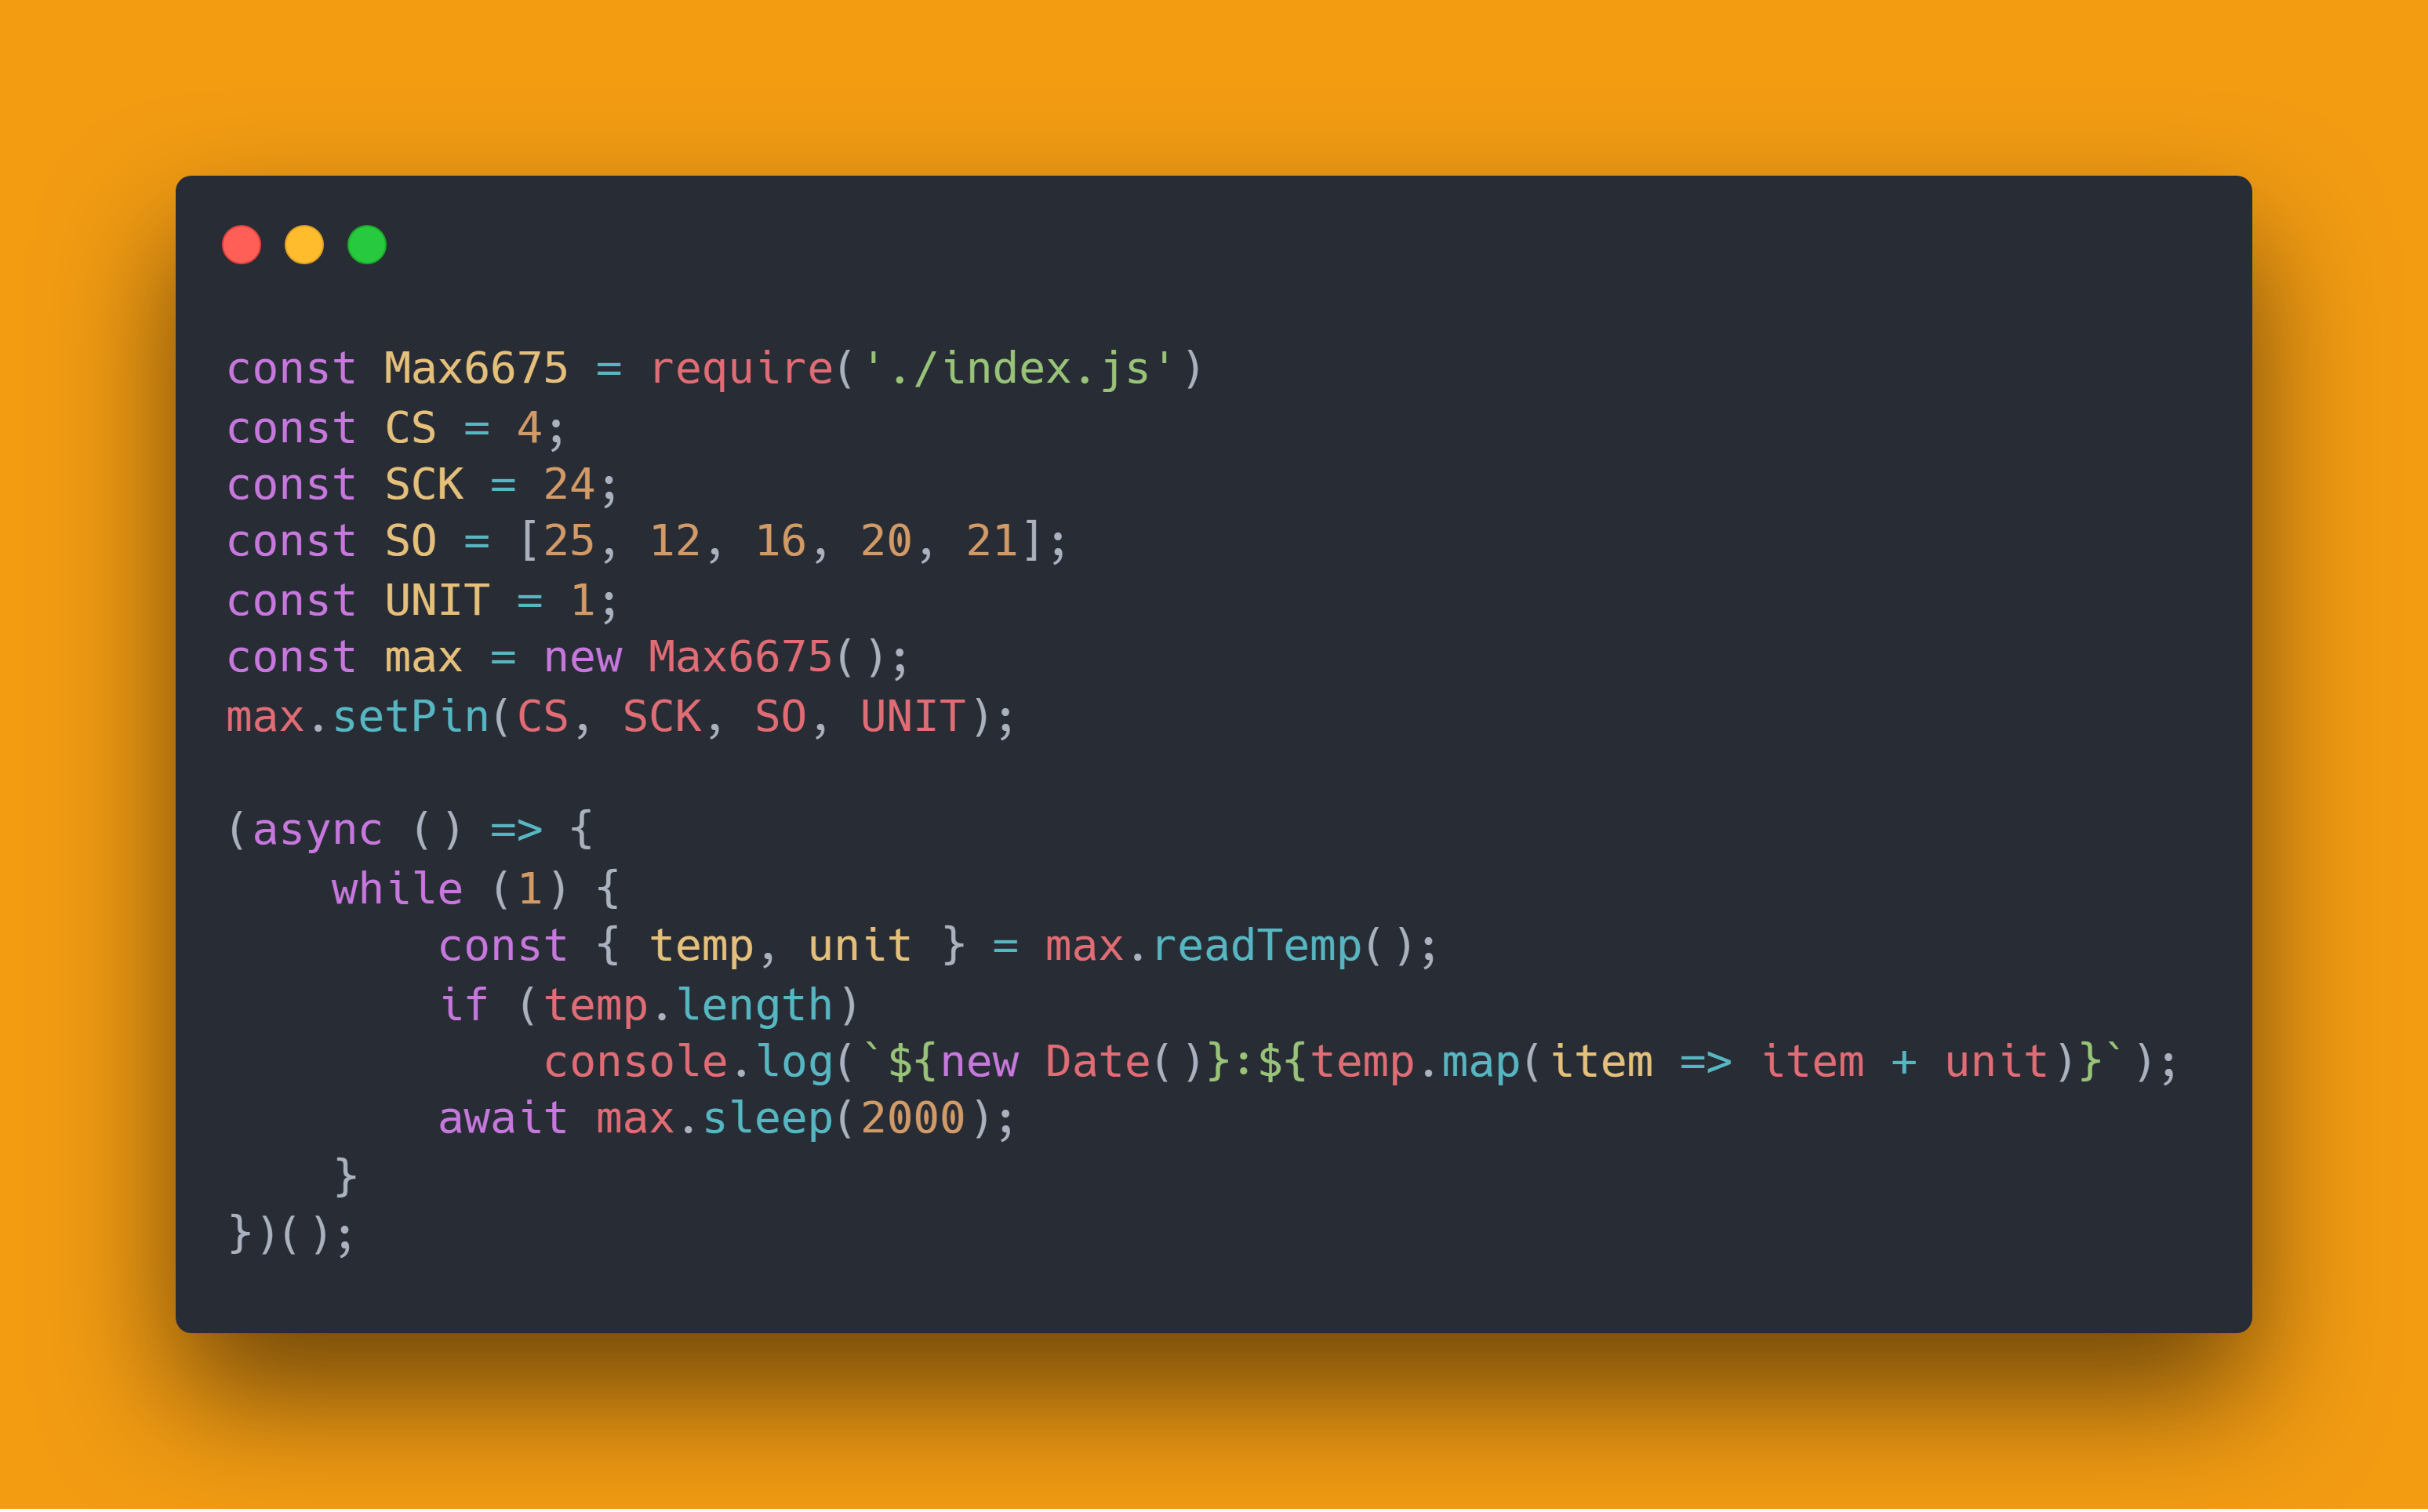 const Max6675 = require('./index.js')
const CS = 4;
const SCK = 24;
const SO = [25, 12, 16, 20, 21];
const UNIT = 1;
const max = new Max6675();
max.setPin(CS, SCK, SO, UNIT);

(async () => {
    while (1) {
        const { temp, unit } = max.readTemp();
        if (temp.length)
            console.log(`${new Date()}:${temp.map(item => item + unit)}`);
        await max.sleep(2000);
    }
})();